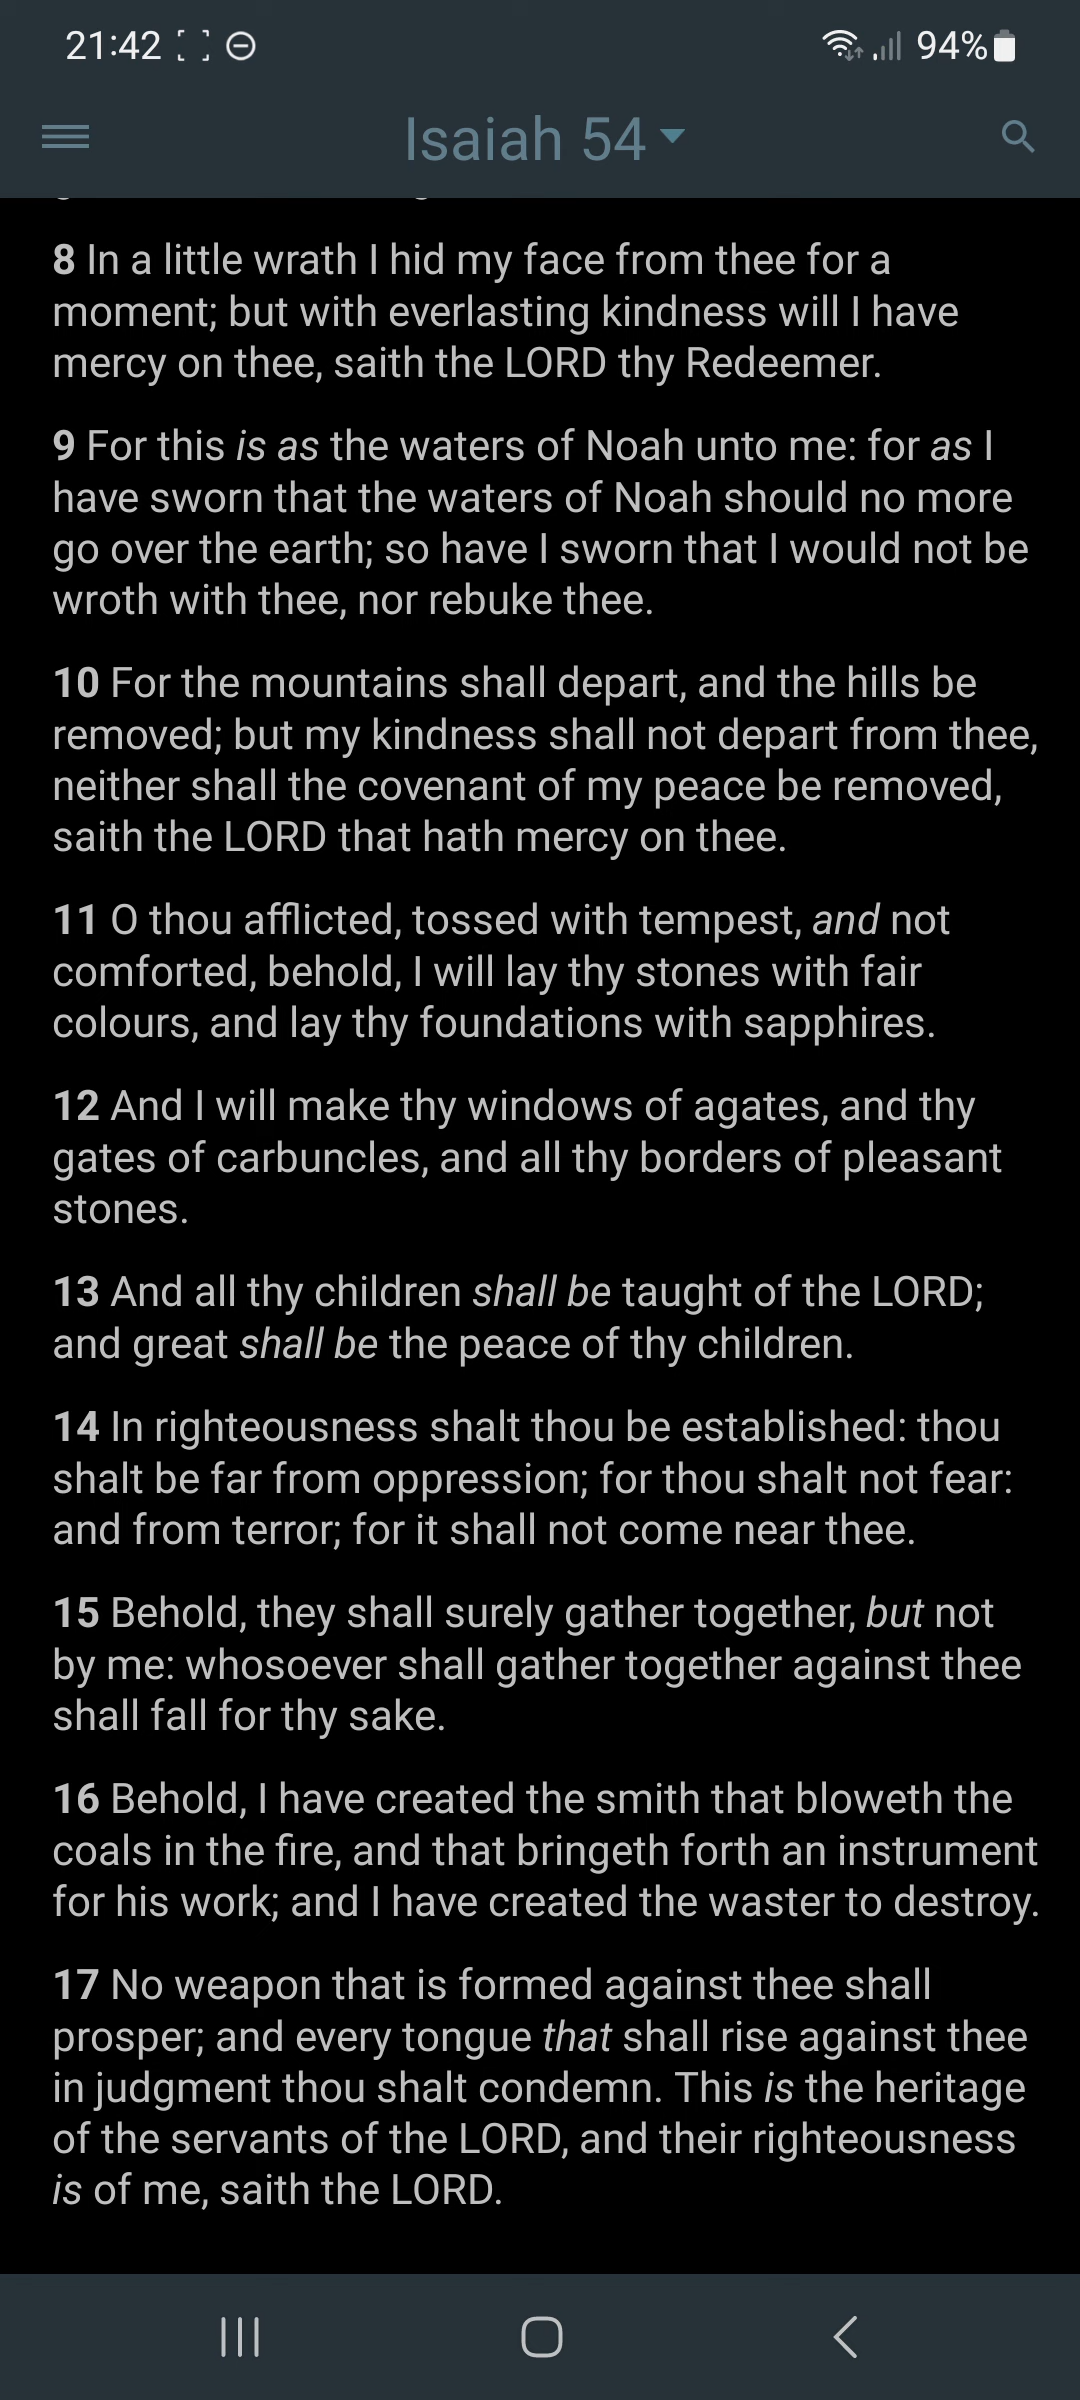 21:42 94%
Isaiah 54
8 In a little wrath I hid my face from thee for a
moment; but with everlasting kindness will I have
mercy on thee, saith the LORD thy Redeemer.
9 For this is as the waters of Noah unto me: for as I
have sworn that the waters of Noah should no more
go over the earth; so have I sworn that I would not be
wroth with thee, nor rebuke thee.
10 For the mountains shall depart, and the hills be
removed; but my kindness shall not depart from thee,
neither shall the covenant of my peace be removed,
saith the LORD that hath mercy on thee.
11 O thou afflicted, tossed with tempest, and not
comforted, behold, I will lay thy stones with fair
colours, and lay thy foundations with sapphires.
12 And I will make thy windows of agates, and thy
gates of carbuncles, and all thy borders of pleasant
stones.
13 And all thy children shall be taught of the LORD;
and great shall be the peace of thy children.
14 In righteousness shalt thou be established: thou
shalt be far from oppression; for thou shalt not fear:
and from terror; for it shall not come near thee.
15 Behold, they shall surely gather together, but not
by me: whosoever shall gather together against thee
shall fall for thy sake.
16 Behold, I have created the smith that bloweth the
coals in the fire, and that bringeth forth an instrument
for his work; and I have created the waster to destroy.
17 No weapon that is formed against thee shall
prosper; and every tongue that shall rise against thee
in judgment thou shalt condemn. This is the heritage
of the servants of the LORD, and their righteousness
is of me, saith the LORD.